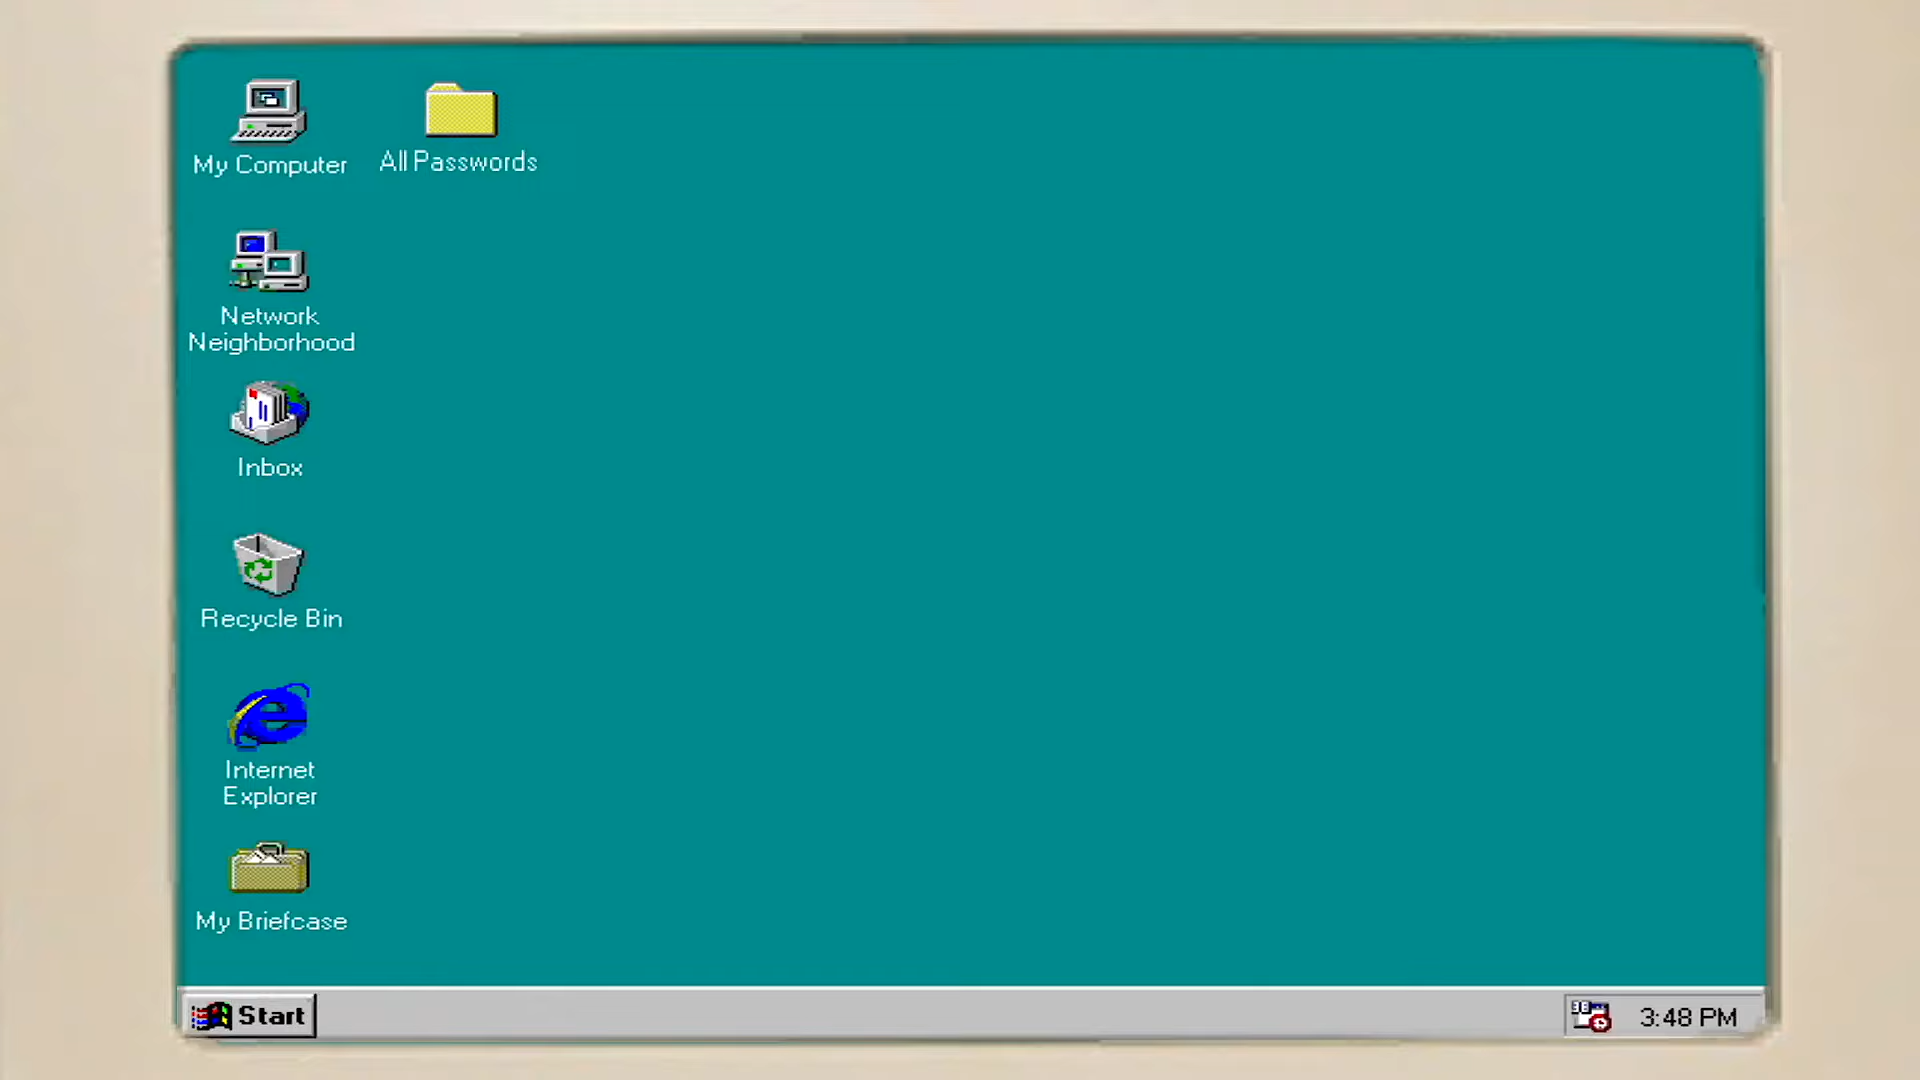 My Computer
All Passwords
Network
Neighborhood
Inbox
Recycle Bin
Internet
Explorer
My Briefcase
Start
3:48 PM